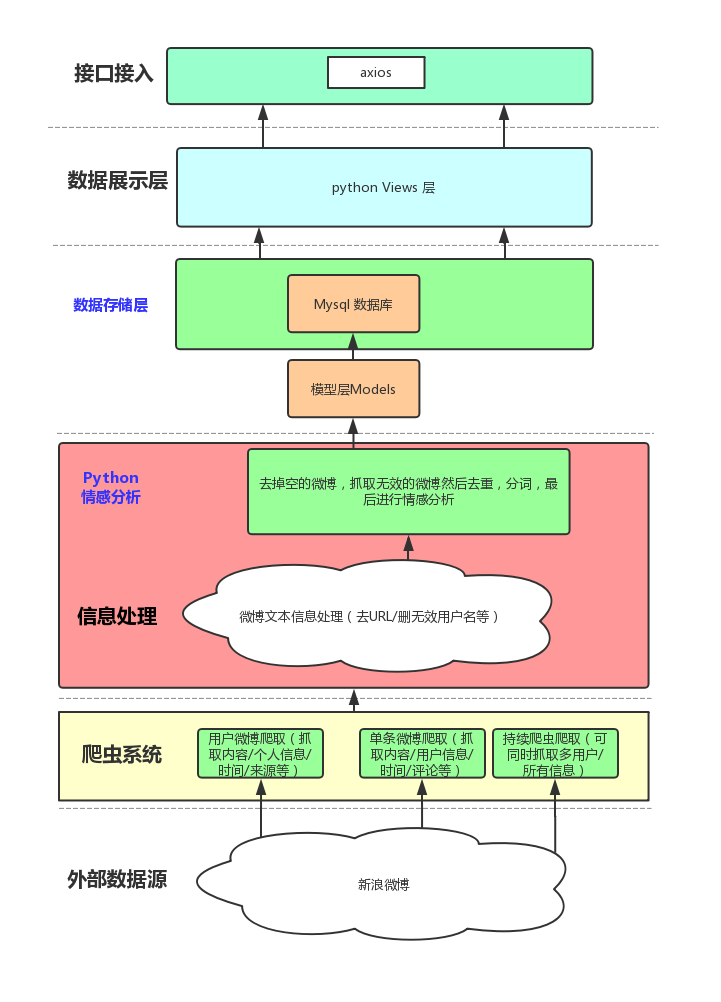 接口接入
axios
数据展示层
python Views 层
数据存储层
Mysql 数据库
模型层Models
Python
情感分析
去掉空的微博，抓取无效的微博然后去重，分词，最
后进行情感分析
信息处理
微博文本信息处理（去URL/删无效用户名等）
爬虫系统
用户微博爬取（抓
取内容/个人信息/
时间/来源等）
单条微博爬取（抓
取内容/用户信息/
时间/评论等）
持续爬虫爬取（可
同时抓取多用户/
所有信息）
外部数据源
新浪微博